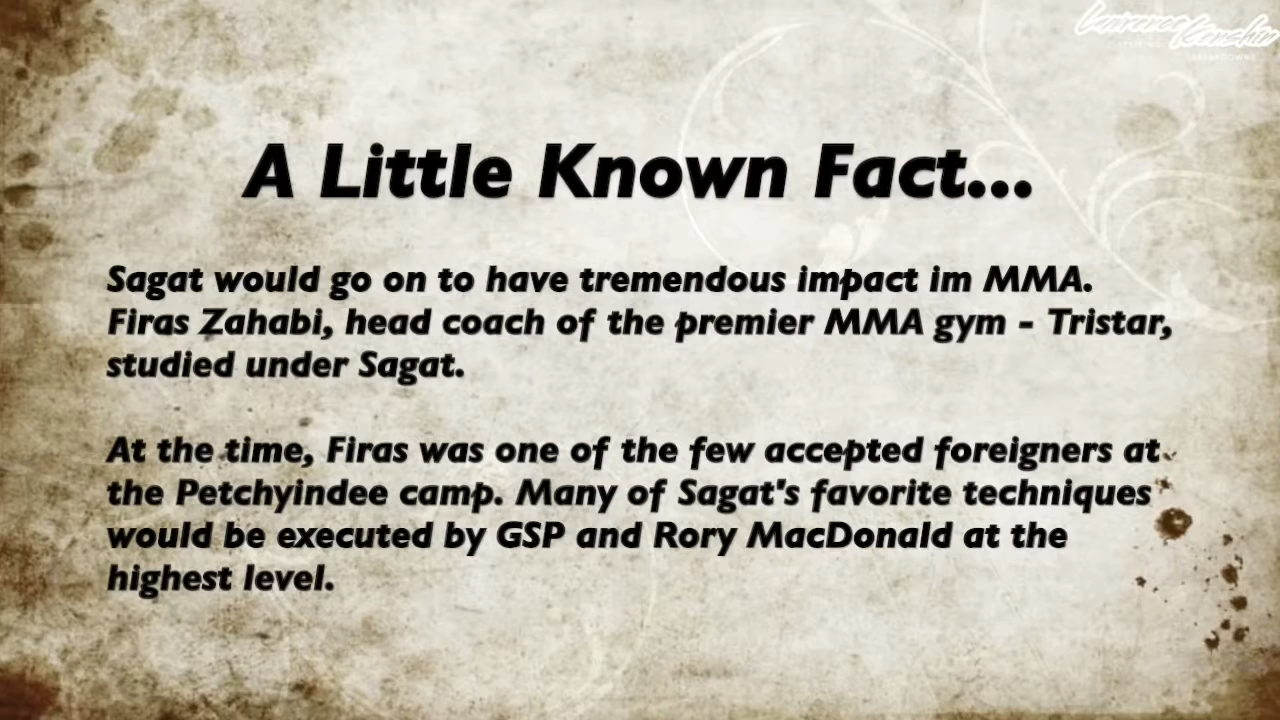 A Little Known Fact...
Sagat would go on to have tremendous impact im MMA.
Firas Zahabi, head coach of the premier MMA gym - Tristar,
studied under Sagat.
At the time, Firas was one of the few accepted foreigners at
the Petchyindee camp. Many of Sagat's favorite techniques
would be executed by GSP and Rory MacDonald at the
highest level.